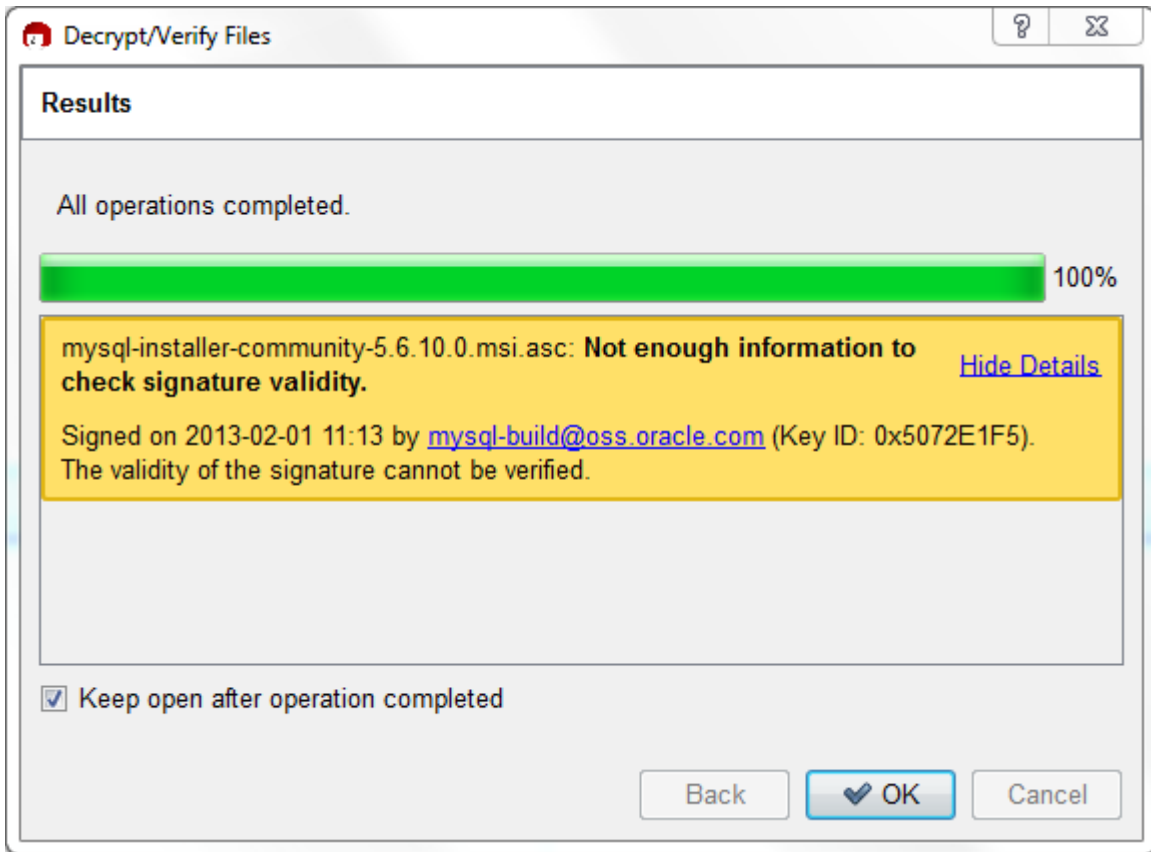 Decrypt/Verify Files
Results
All operations completed.
100%
mysql-installer-community-5.6.10.0.msi.asc: Not enough information to
check signature validity.
Hide Details
Signed on 2013-02-01 11:13 by mysql-build@oss.oracle.com (Key ID: 0x5072E1F5).
The validity of the signature cannot be verified.
Keep open after operation completed
Back
OK
Cancel